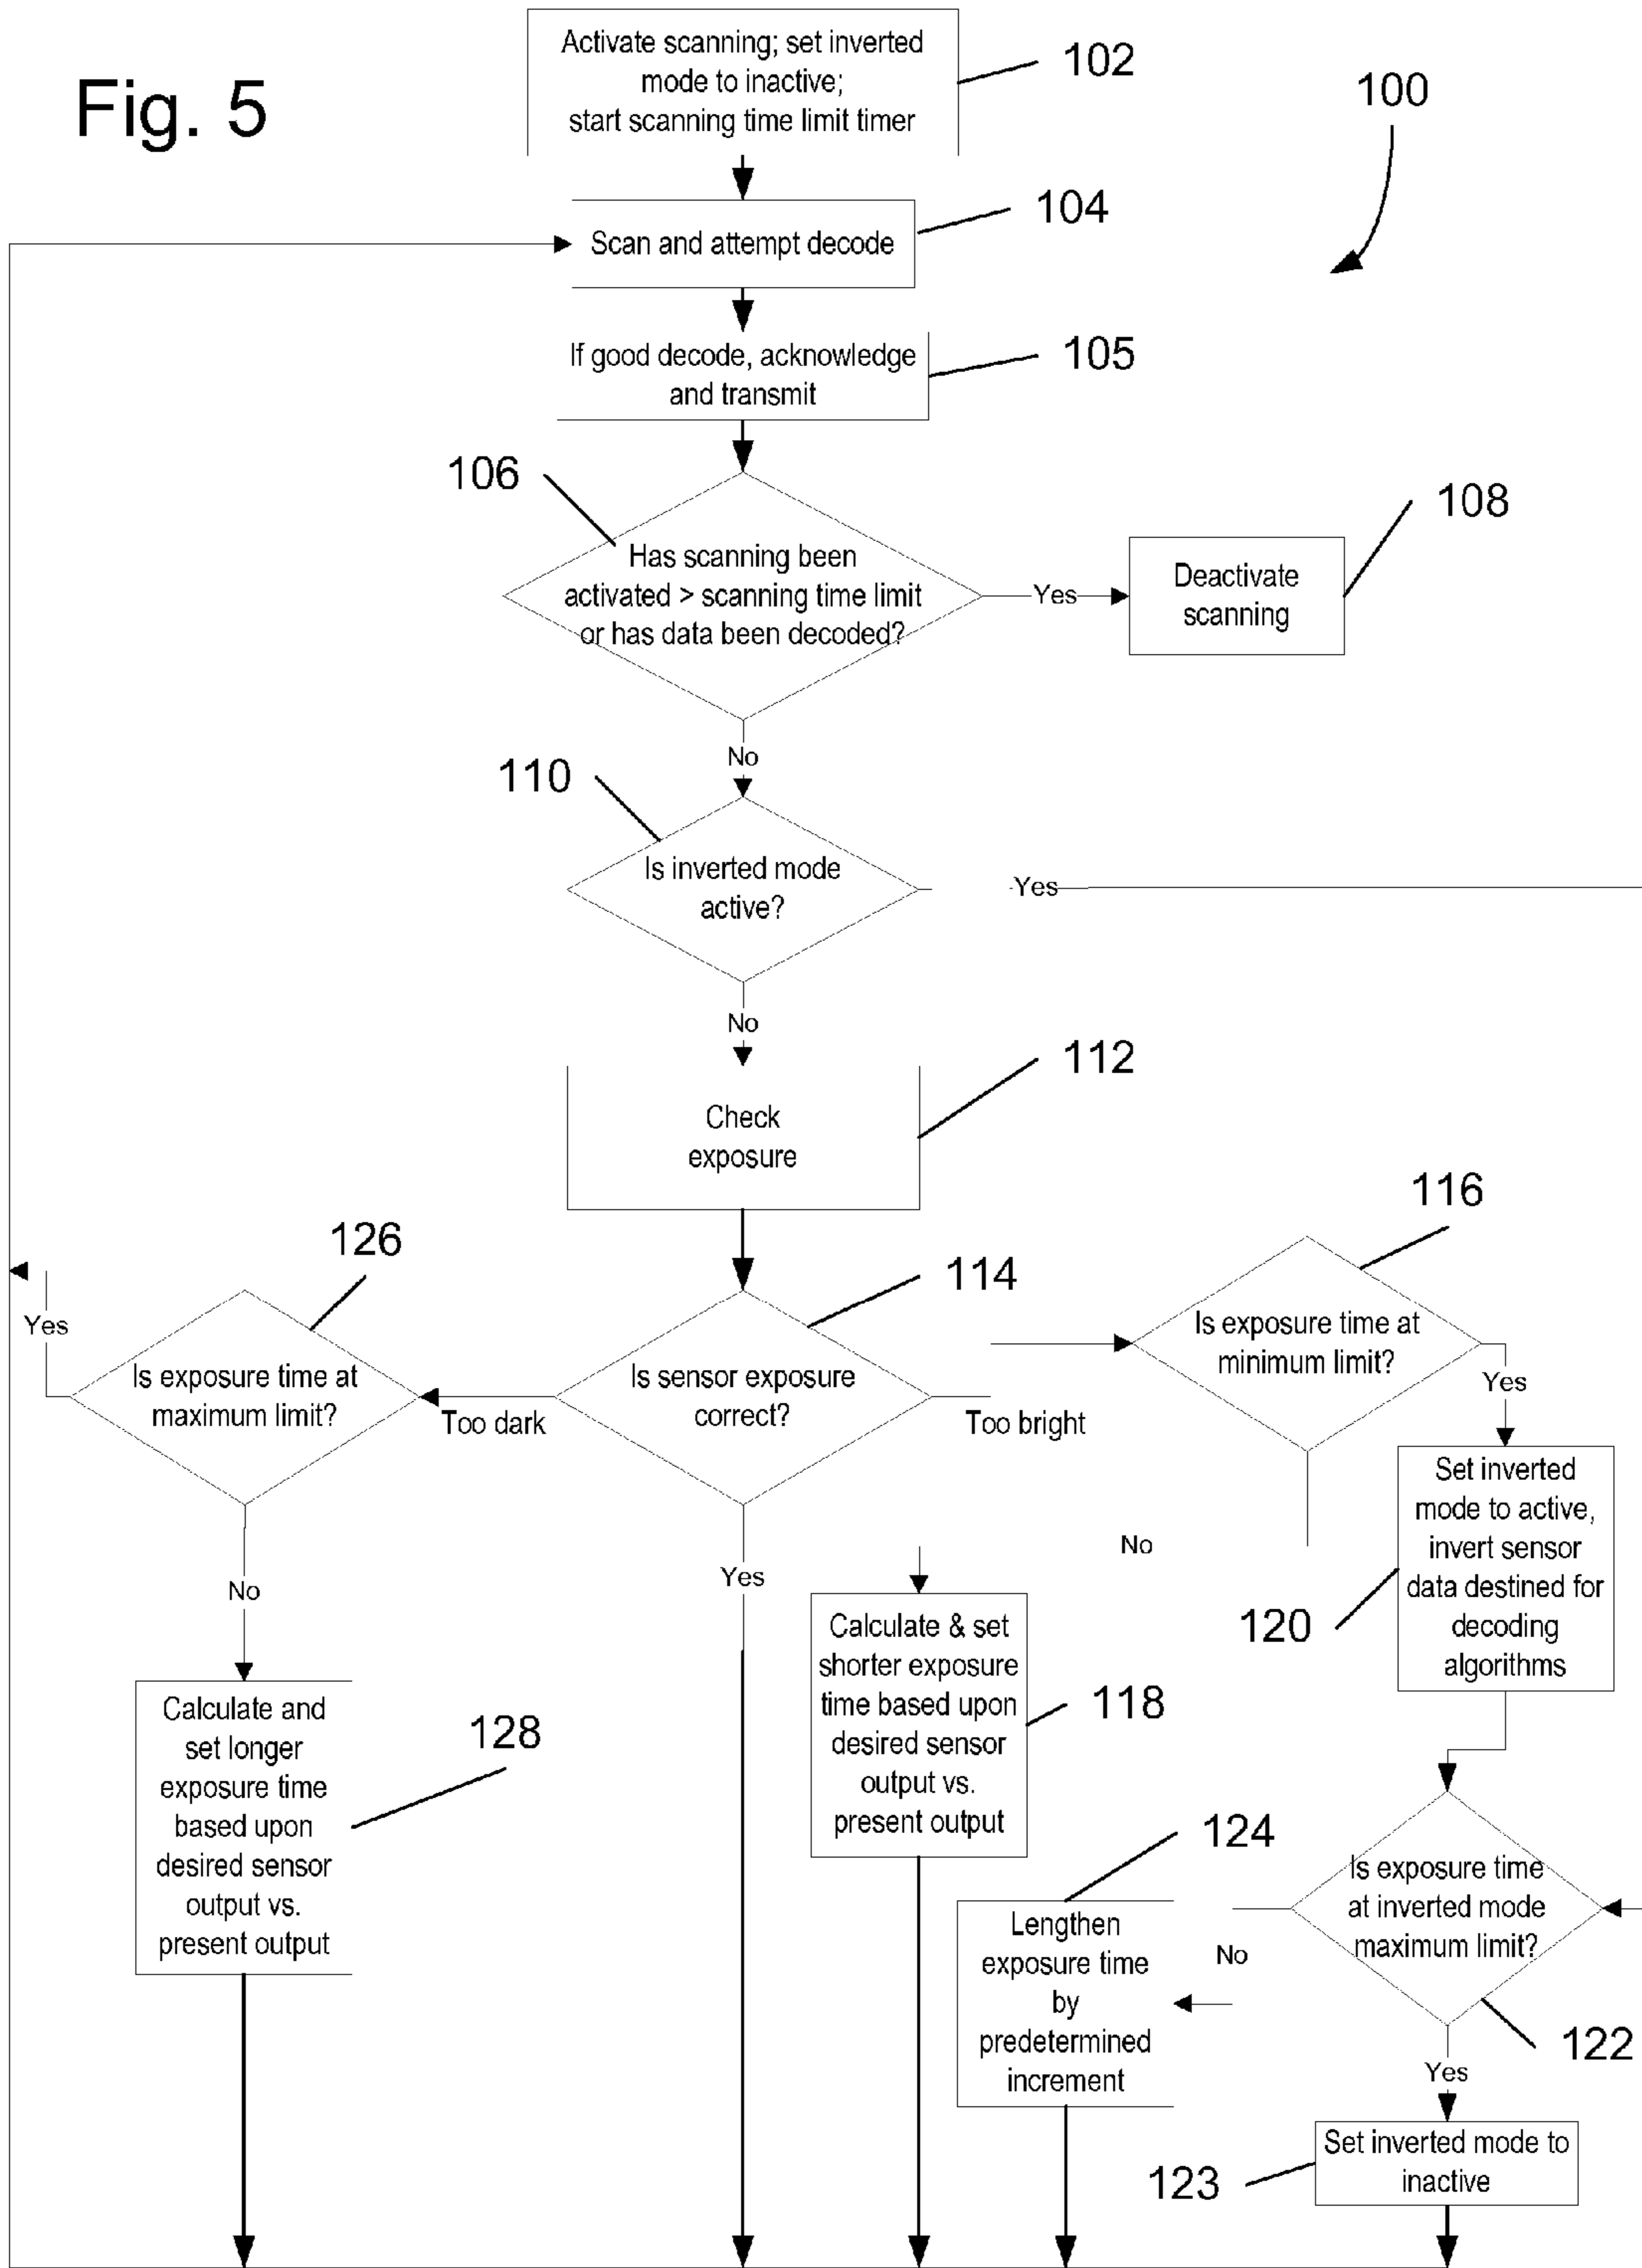 Fig. 5
Activate scanning; set inverted
mode to inactive;
start scanning time limit timer
102
100
Scan and attempt decode
104
If good decode, acknowledge
and transmit
105
106
Has scanning been
activated > scanning time limit
or has data been decoded?
Yes
Deactivate
scanning
108
No
110
Is inverted mode
active?
Yes
No
Check
exposure
112
126
Yes
Is exposure time at
maximum limit?
Too dark
114
Is sensor exposure
correct?
Too bright
116
Is exposure time at
minimum limit?
Yes
No
No
Yes
Calculate and
set longer
exposure time
based upon
desired sensor
output vs.
present output
128
Calculate & set
shorter exposure
time based upon
desired sensor
output vs.
present output
118
Set inverted
mode to active,
invert sensor
data destined for
decoding
algorithms
120
124
Lengthen
exposure time
by
predetermined
increment
No
Is exposure time
at inverted mode
maximum limit?
122
Yes
Set inverted mode to
inactive
123